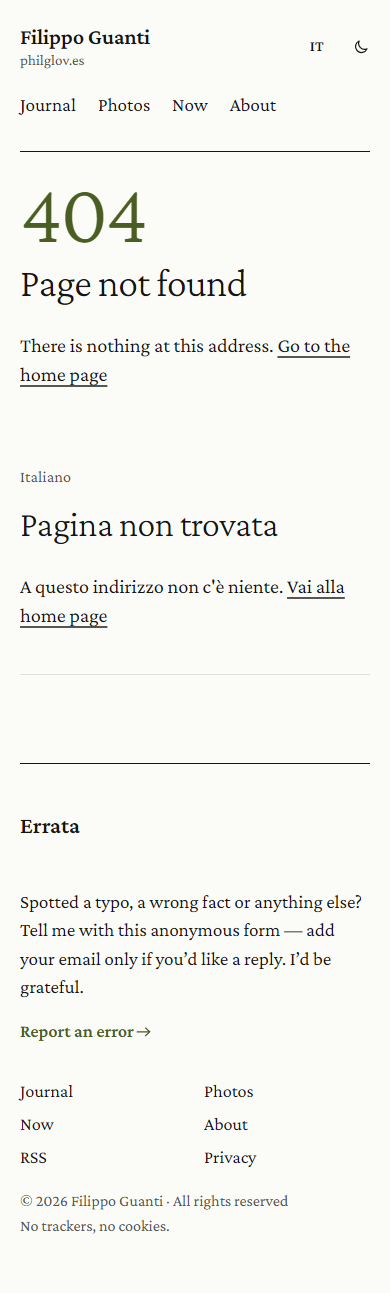 Filippo Guanti
philglov.es
IT
Journal Photos Now About
404
Page not found
There is nothing at this address. Go to the
home page
Italiano
Pagina non trovata
A questo indirizzo non c'è niente. Vai alla
home page
Errata
Spotted a typo, a wrong fact or anything else?
Tell me with this anonymous form — add
your email only if you’d like a reply. I’d be
grateful.
Report an error →
Journal Photos
Now About
RSS Privacy
© 2026 Filippo Guanti · All rights reserved
No trackers, no cookies.